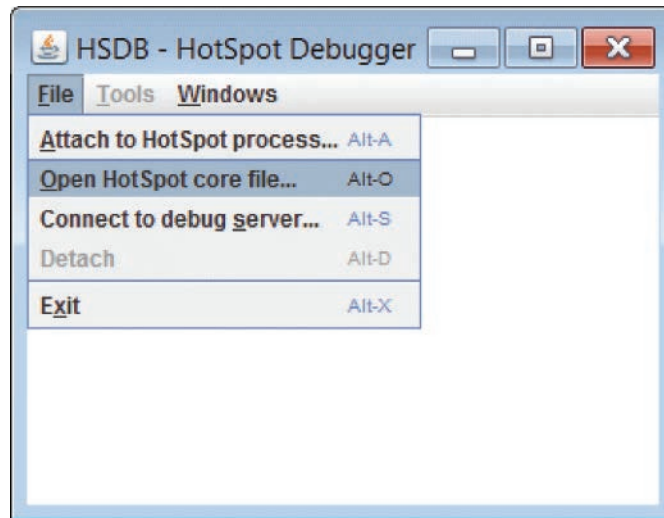 HSDB - HotSpot Debugger
File Tools Windows
Attach to HotSpot process... Alt-A
Open HotSpot core file... Alt-O
Connect to debug server... Alt-S
Detach Alt-D
Exit Alt-X